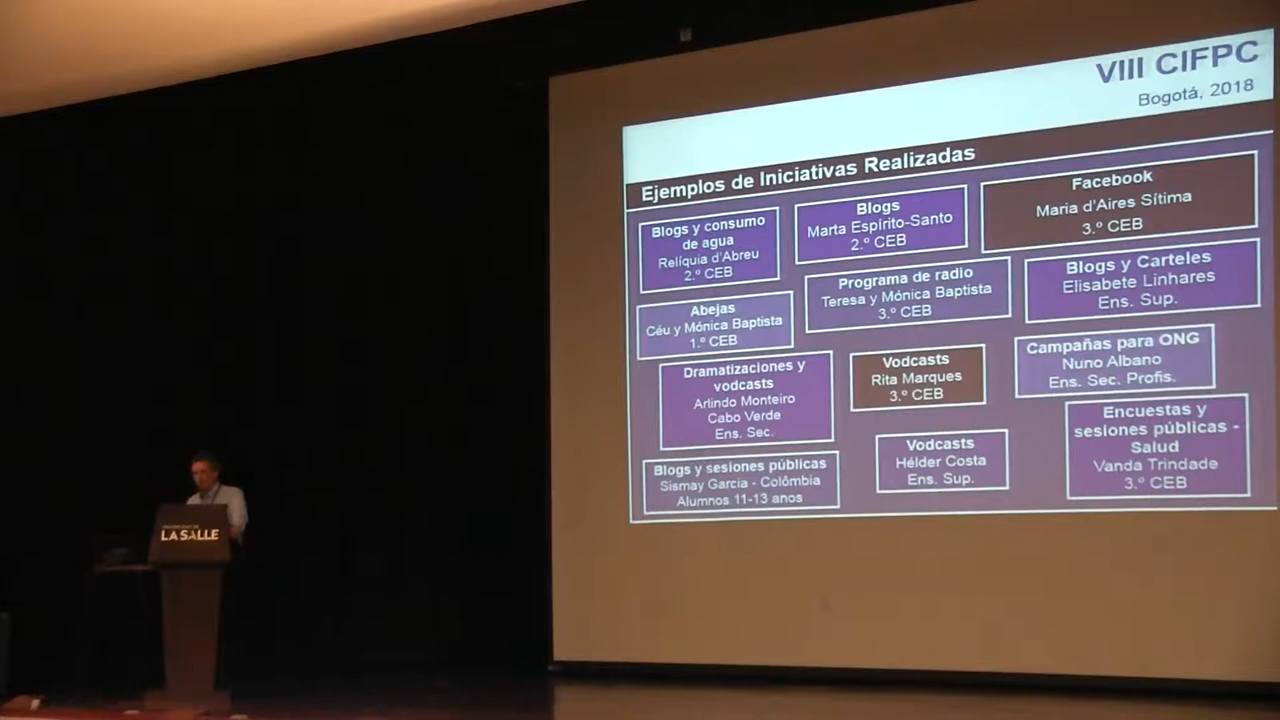 VIII CIFPC
Bogotá, 2018
Ejemplos de Iniciativas Realizadas
Blogs y consumo
de agua
Relíquia d'Abreu
2.º CEB
Blogs
Marta Espírito-Santo
2.º CEB
Facebook
Maria d'Aires Sítima
3.º CEB
Abejas
Céu y Mónica Baptista
1.º CEB
Programa de radio
Teresa y Mónica Baptista
3.º CEB
Blogs y Carteles
Elisabete Linhares
Ens. Sup.
Dramatizaciones y
vodcasts
Arlindo Monteiro
Cabo Verde
Ens. Sec.
Vodcasts
Rita Marques
3.º CEB
Campañas para ONG
Nuno Albano
Ens. Sec. Profis.
Blogs y sesiones públicas
Sismay Garcia - Colômbia
Alumnos 11-13 anos
Vodcasts
Hélder Costa
Ens. Sup.
Encuestas y
sesiones públicas -
Salud
Vanda Trindade
3.º CEB
LA SALLE